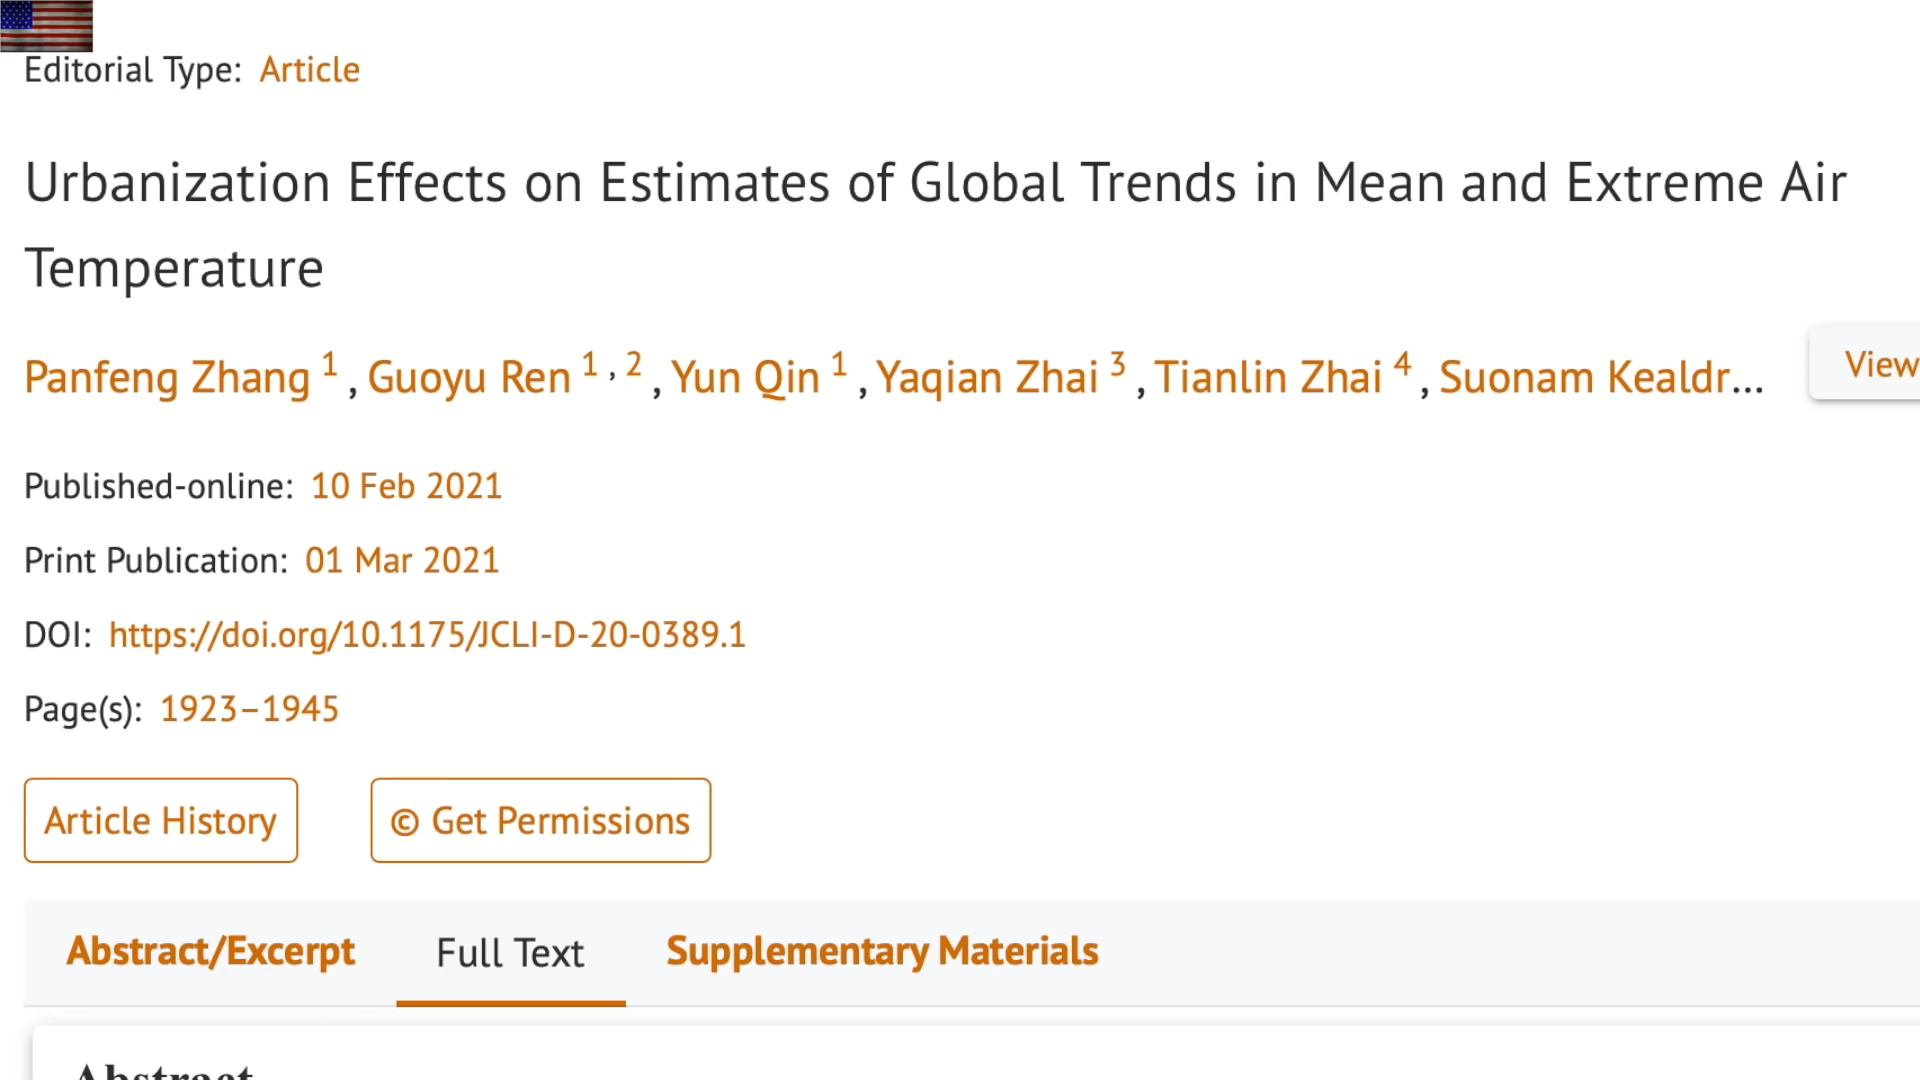 Editorial Type: Article
Urbanization Effects on Estimates of Global Trends in Mean and Extreme Air
Temperature
Panfeng Zhang 1 , Guoyu Ren 1 , 2 , Yun Qin 1 , Yaqian Zhai 3 , Tianlin Zhai 4 , Suonam Kealdr...
View
Published-online: 10 Feb 2021
Print Publication: 01 Mar 2021
DOI: https://doi.org/10.1175/JCLI-D-20-0389.1
Page(s): 1923–1945
Article History
© Get Permissions
Abstract/Excerpt Full Text Supplementary Materials
Abstract